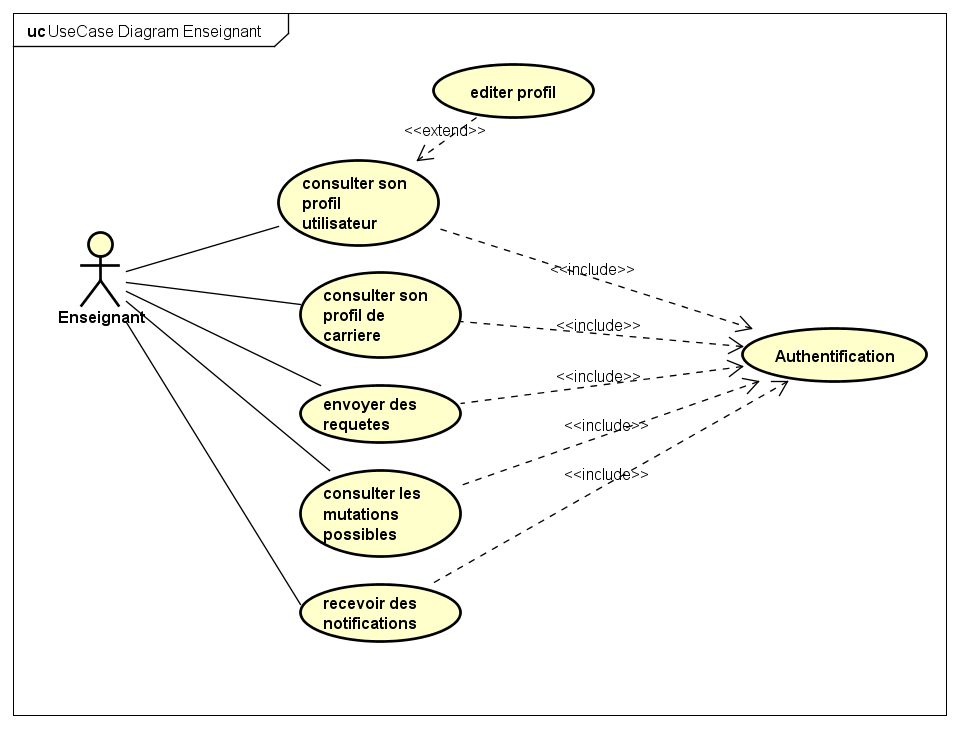 uc UseCase Diagram Enseignant
editer profil
<<extend>>
consulter son
profil
utilisateur
<<include>>
Enseignant
consulter son
profil de
carriere
<<include>>
Authentification
<<include>>
envoyer des
requetes
<<include>>
consulter les
mutations
possibles
<<include>>
recevoir des
notifications